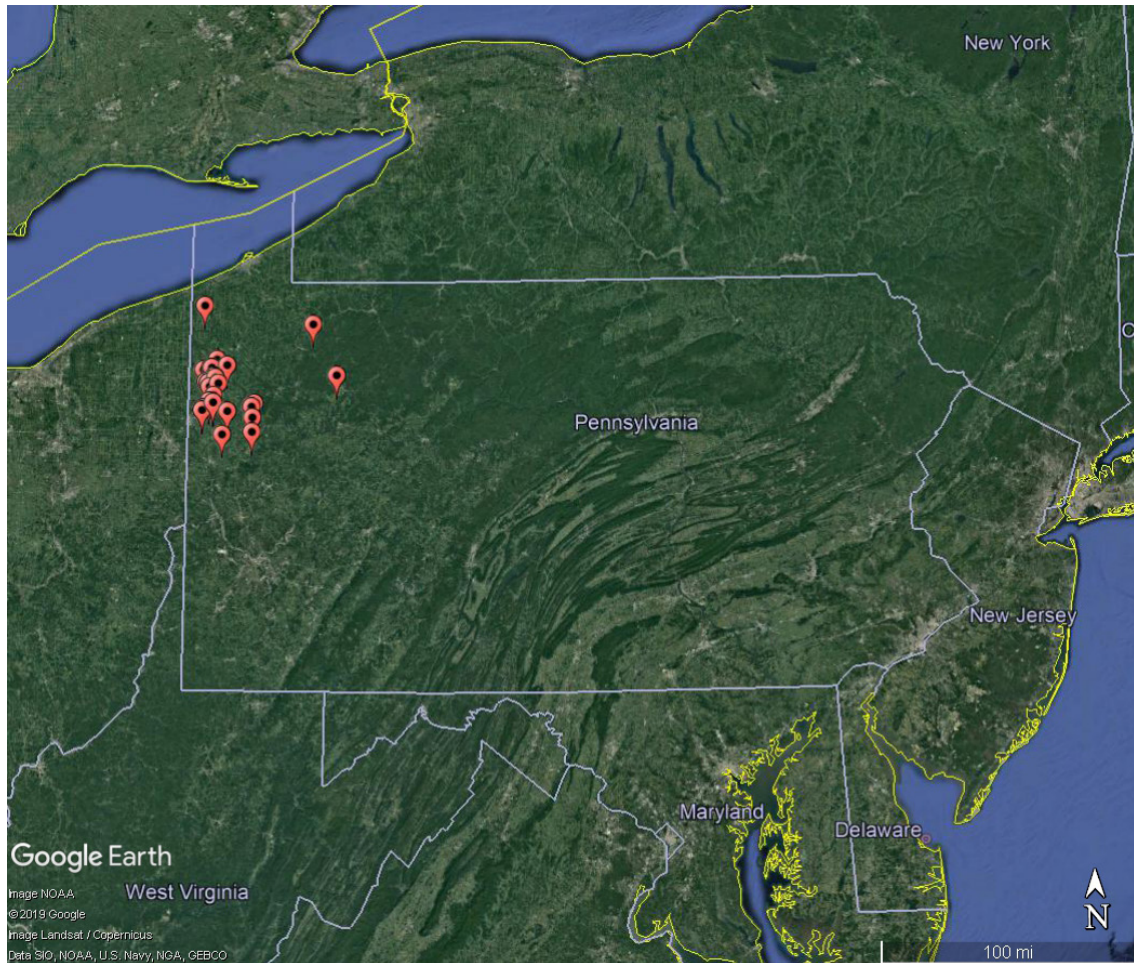 New York
Pennsylvania
New Jersey
Maryland
Delaware
Google Earth
West Virginia
Image NOAA
©2019 Google
Image Landsat / Copernicus
Data SIO, NOAA, U.S. Navy, NGA, GEBCO
N
100 mi
C